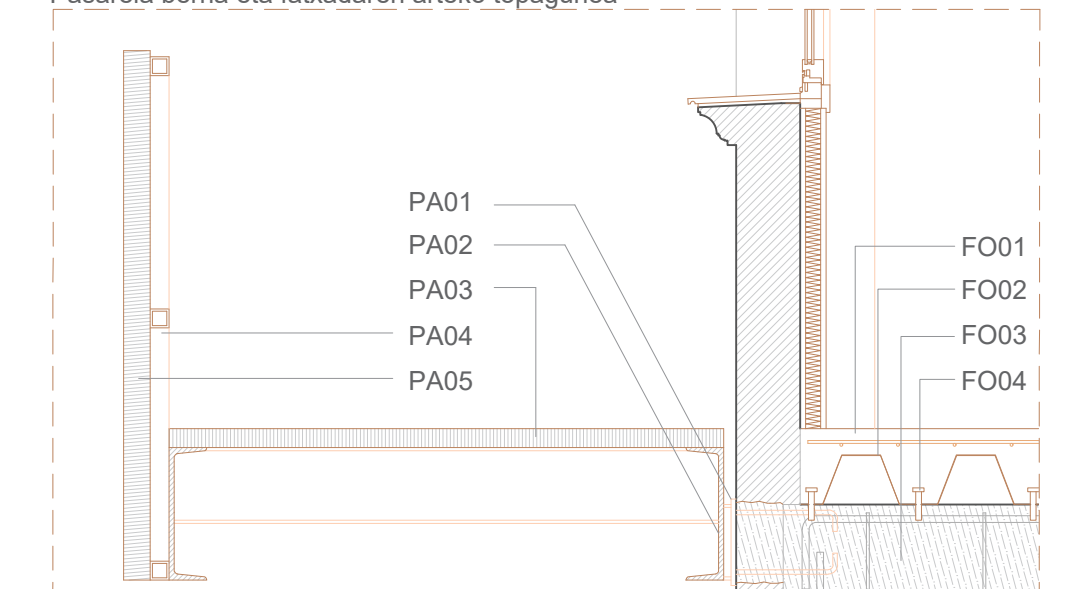 Pasarela berria eta fatxadaren arteko topagunea
PA01
PA02
PA03
PA04
PA05
FO01
FO02
FO03
FO04